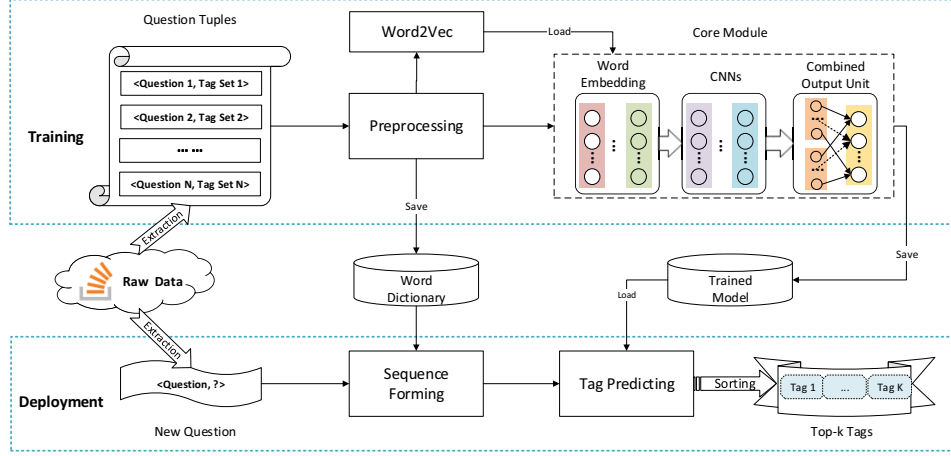 Question Tuples
Word2Vec
Load
Core Module
<Question 1, Tag Set 1>
<Question 2, Tag Set 2>
... ...
<Question N, Tag Set N>
Training
Preprocessing
Word
Embedding
CNNs
Combined
Output Unit
...
...
Extraction
Save
Save
Raw Data
Word
Dictionary
Trained
Model
Load
Extraction
<Question, ?>
Sequence
Forming
Tag Predicting
Sorting
Tag 1
...
Tag K
Deployment
New Question
Top-k Tags